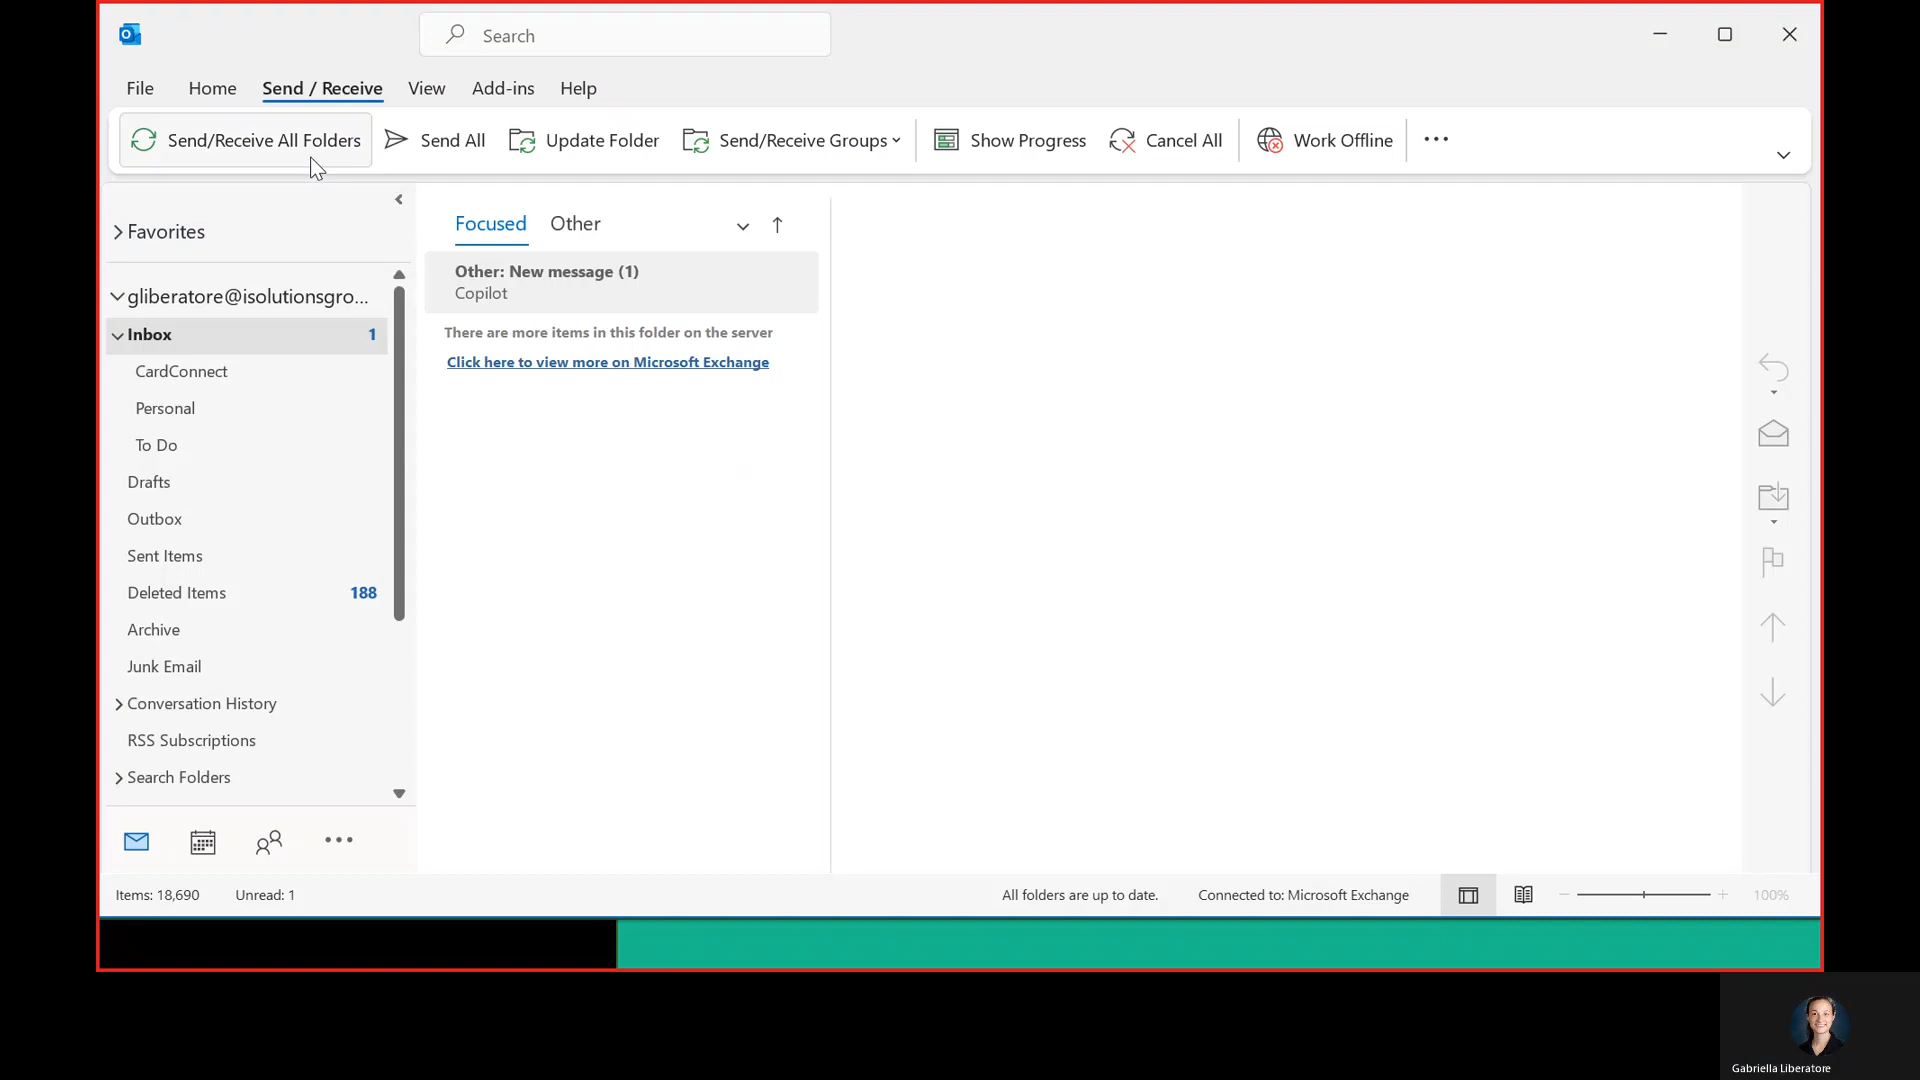 Search
File Home Send / Receive View Add-ins Help
Send/Receive All Folders Send All Update Folder Send/Receive Groups Show Progress Cancel All Work Offline
Favorites
gliberatore@isolutionsgro...
Inbox 1
CardConnect
Personal
To Do
Drafts
Outbox
Sent Items
Deleted Items 188
Archive
Junk Email
Conversation History
RSS Subscriptions
Search Folders
Focused Other
Other: New message (1)
Copilot
There are more items in this folder on the server
Click here to view more on Microsoft Exchange
Items: 18,690 Unread: 1 All folders are up to date. Connected to: Microsoft Exchange 100%
Gabriella Liberatore